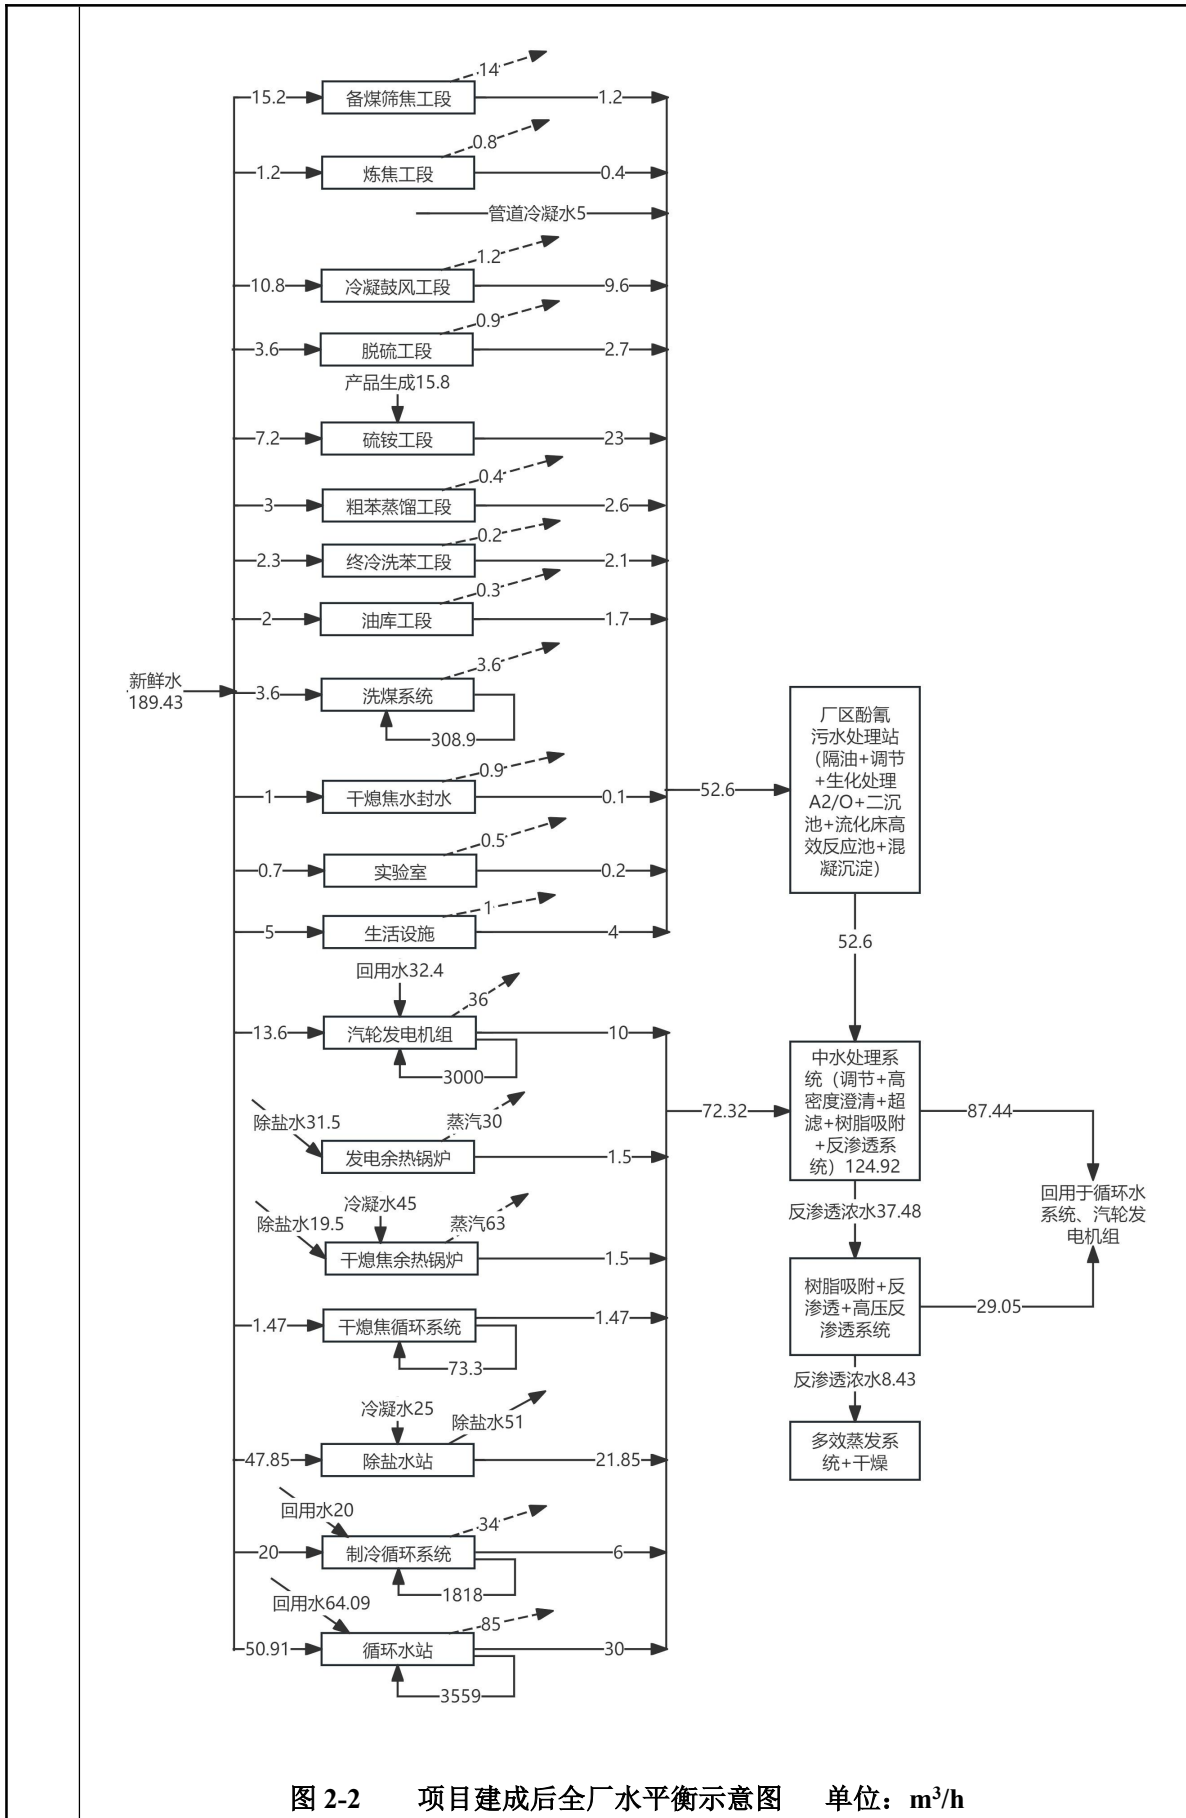 14
15.2
备煤筛焦工段
1.2
0.8
1.2
炼焦工段
0.4
管道冷凝水5
1.2
10.8
冷凝鼓风工段
9.6
0.9
3.6
脱硫工段
2.7
产品生成15.8
7.2
硫铵工段
23
0.4
3
粗苯蒸馏工段
2.6
0.2
2.3
终冷洗苯工段
2.1
0.3
2
油库工段
1.7
新鲜水
189.43
3.6
3.6
洗煤系统
308.9
0.9
1
干熄焦水封水
0.1
0.5
0.7
实验室
0.2
1
5
生活设施
4
52.6
厂区酚氰
污水处理站
（隔油+调节
+生化处理
A2/O+二沉
池+流化床高
效反应池+混
凝沉淀）
52.6
回用水32.4
36
13.6
汽轮发电机组
10
3000
除盐水31.5
蒸汽30
发电余热锅炉
1.5
冷凝水45
除盐水19.5
蒸汽63
干熄焦余热锅炉
1.5
1.47
干熄焦循环系统
1.47
73.3
冷凝水25
除盐水51
47.85
除盐水站
21.85
回用水20
34
20
制冷循环系统
6
1818
回用水64.09
85
50.91
循环水站
30
3559
72.32
中水处理系
统（调节+高
密度澄清+超
滤+树脂吸附
+反渗透系
统）124.92
87.44
反渗透浓水37.48
回用于循环水
系统、汽轮发
电机组
树脂吸附+反
渗透+高压反
渗透系统
29.05
反渗透浓水8.43
多效蒸发系
统+干燥
图 2-2 项目建成后全厂水平衡示意图 单位：m³/h